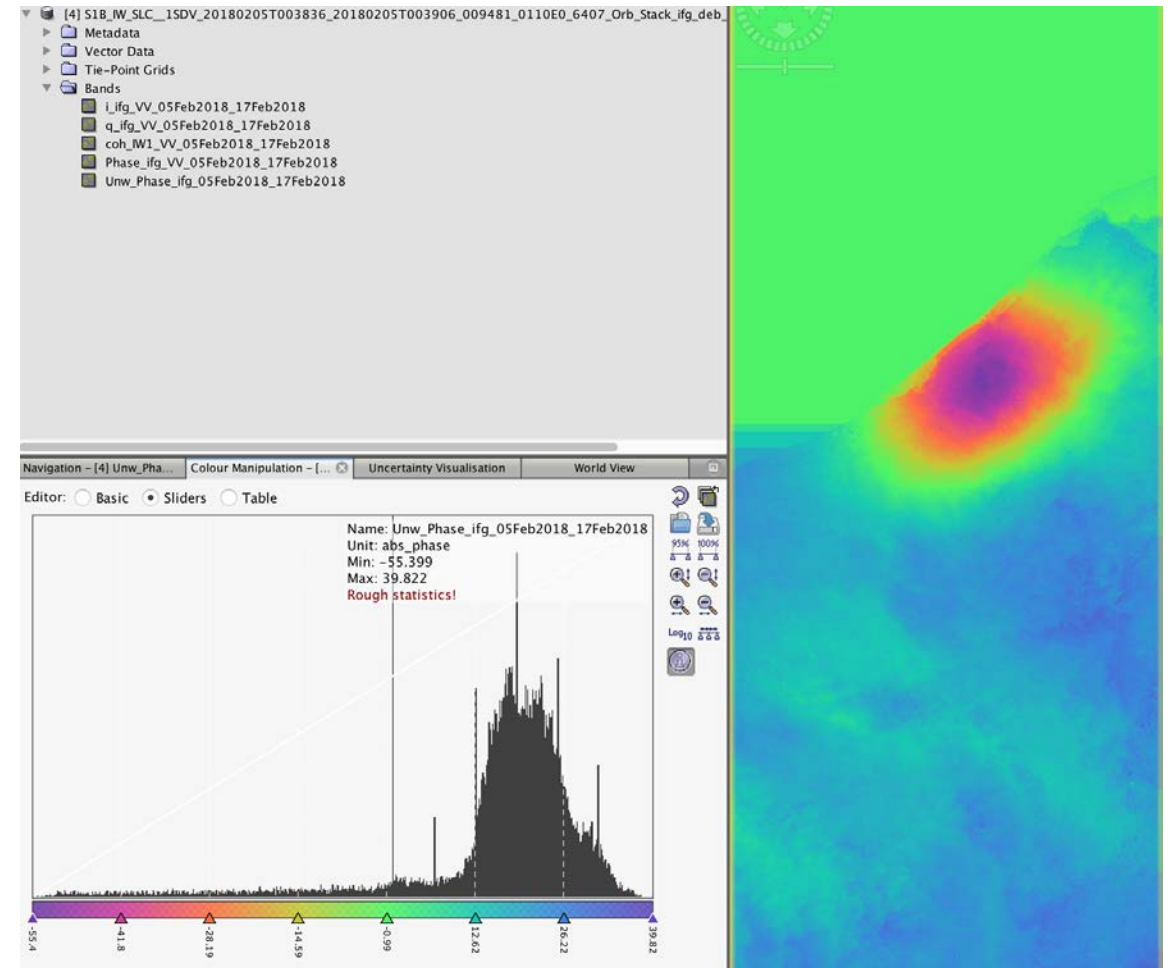 [4] S1B_IW_SLC__1SDV_20180205T003836_20180205T003906_009481_0110E0_6407_Orb_Stack_ifg_deb_
Metadata
Vector Data
Tie-Point Grids
Bands
i_ifg_VV_05Feb2018_17Feb2018
q_ifg_VV_05Feb2018_17Feb2018
coh_IW1_VV_05Feb2018_17Feb2018
Phase_ifg_VV_05Feb2018_17Feb2018
Unw_Phase_ifg_05Feb2018_17Feb2018
Navigation - [4] Unw_Pha... Colour Manipulation - [... Uncertainty Visualisation World View
Editor: Basic Sliders Table
Name: Unw_Phase_ifg_05Feb2018_17Feb2018
Unit: abs_phase
Min: -55.399
Max: 39.822
Rough statistics!
95% 100%
Log10
-55.4 -41.8 -28.19 -14.59 -0.99 12.62 26.22 39.82